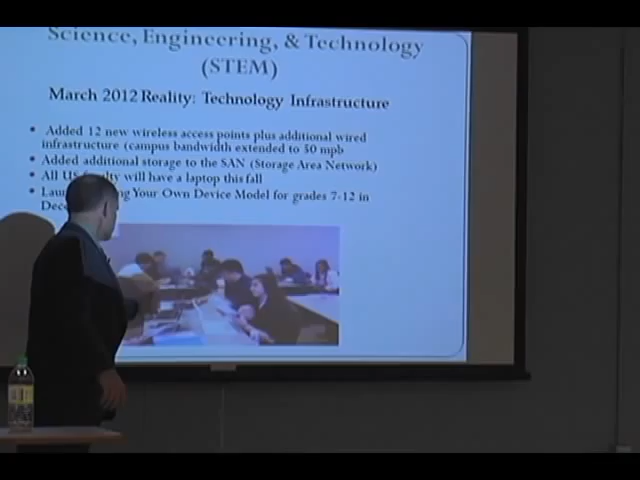 Science, Engineering, & Technology
(STEM)
March 2012 Reality: Technology Infrastructure
• Added 12 new wireless access points plus additional wired
infrastructure (campus bandwidth extended to 50 mpb
• Added additional storage to the SAN (Storage Area Network)
• All US will have a laptop this fall
• Your Own Device Model for grades 7-12 in